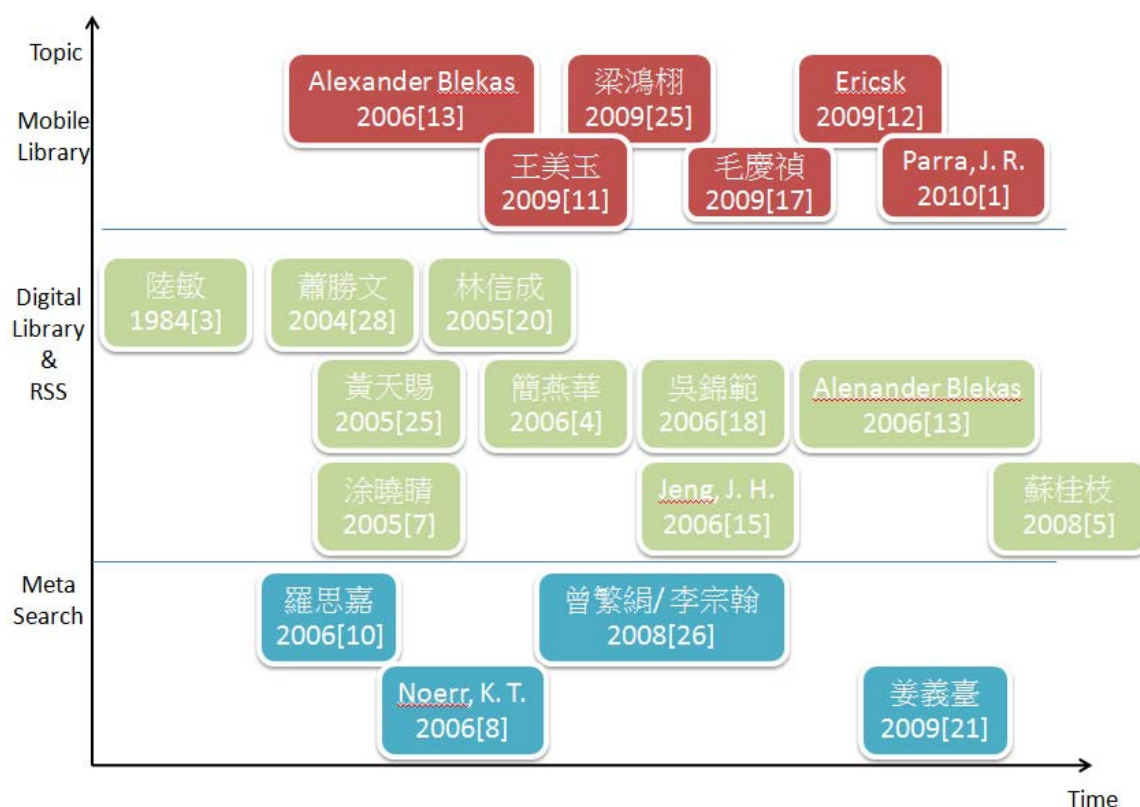 Topic
Mobile
Library
Alexander Blekas
2006[13]
梁鴻栩
2009[25]
Ericsk
2009[12]
王美玉
2009[11]
毛慶禎
2009[17]
Parra, J. R.
2010[1]
Digital
Library
&
RSS
陸敏
1984[3]
蕭勝文
2004[28]
林信成
2005[20]
黃天賜
2005[25]
簡燕華
2006[4]
吳錦範
2006[18]
Alenander Blekas
2006[13]
涂曉晴
2005[7]
Jeng, J. H.
2006[15]
蘇桂枝
2008[5]
Meta
Search
羅思嘉
2006[10]
曾繁絹/ 李宗翰
2008[26]
Noerr, K. T.
2006[8]
姜義臺
2009[21]
Time